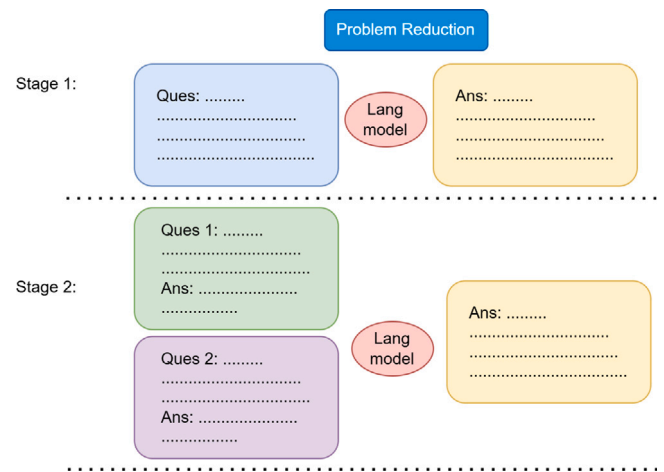 Problem Reduction
Stage 1:
Ques: .........
................................
..................................
....................................
Lang
model
Ans: .........
................................
..................................
....................................
Stage 2:
Ques 1: .........
................................
..................................
Ans: .......................
.................
Ques 2: .........
................................
..................................
Ans: .......................
.................
Lang
model
Ans: .........
................................
..................................
....................................